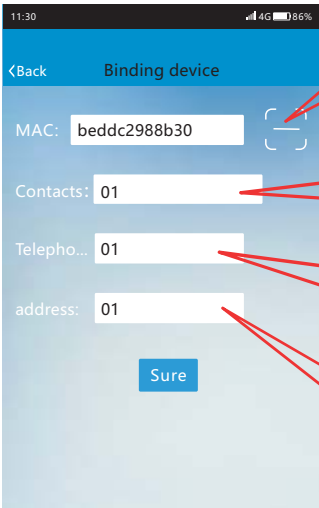 11:30 4G 86%
Back Binding device
MAC: beddc2988b30
Contacts: 01
Telepho... 01
address: 01
Sure